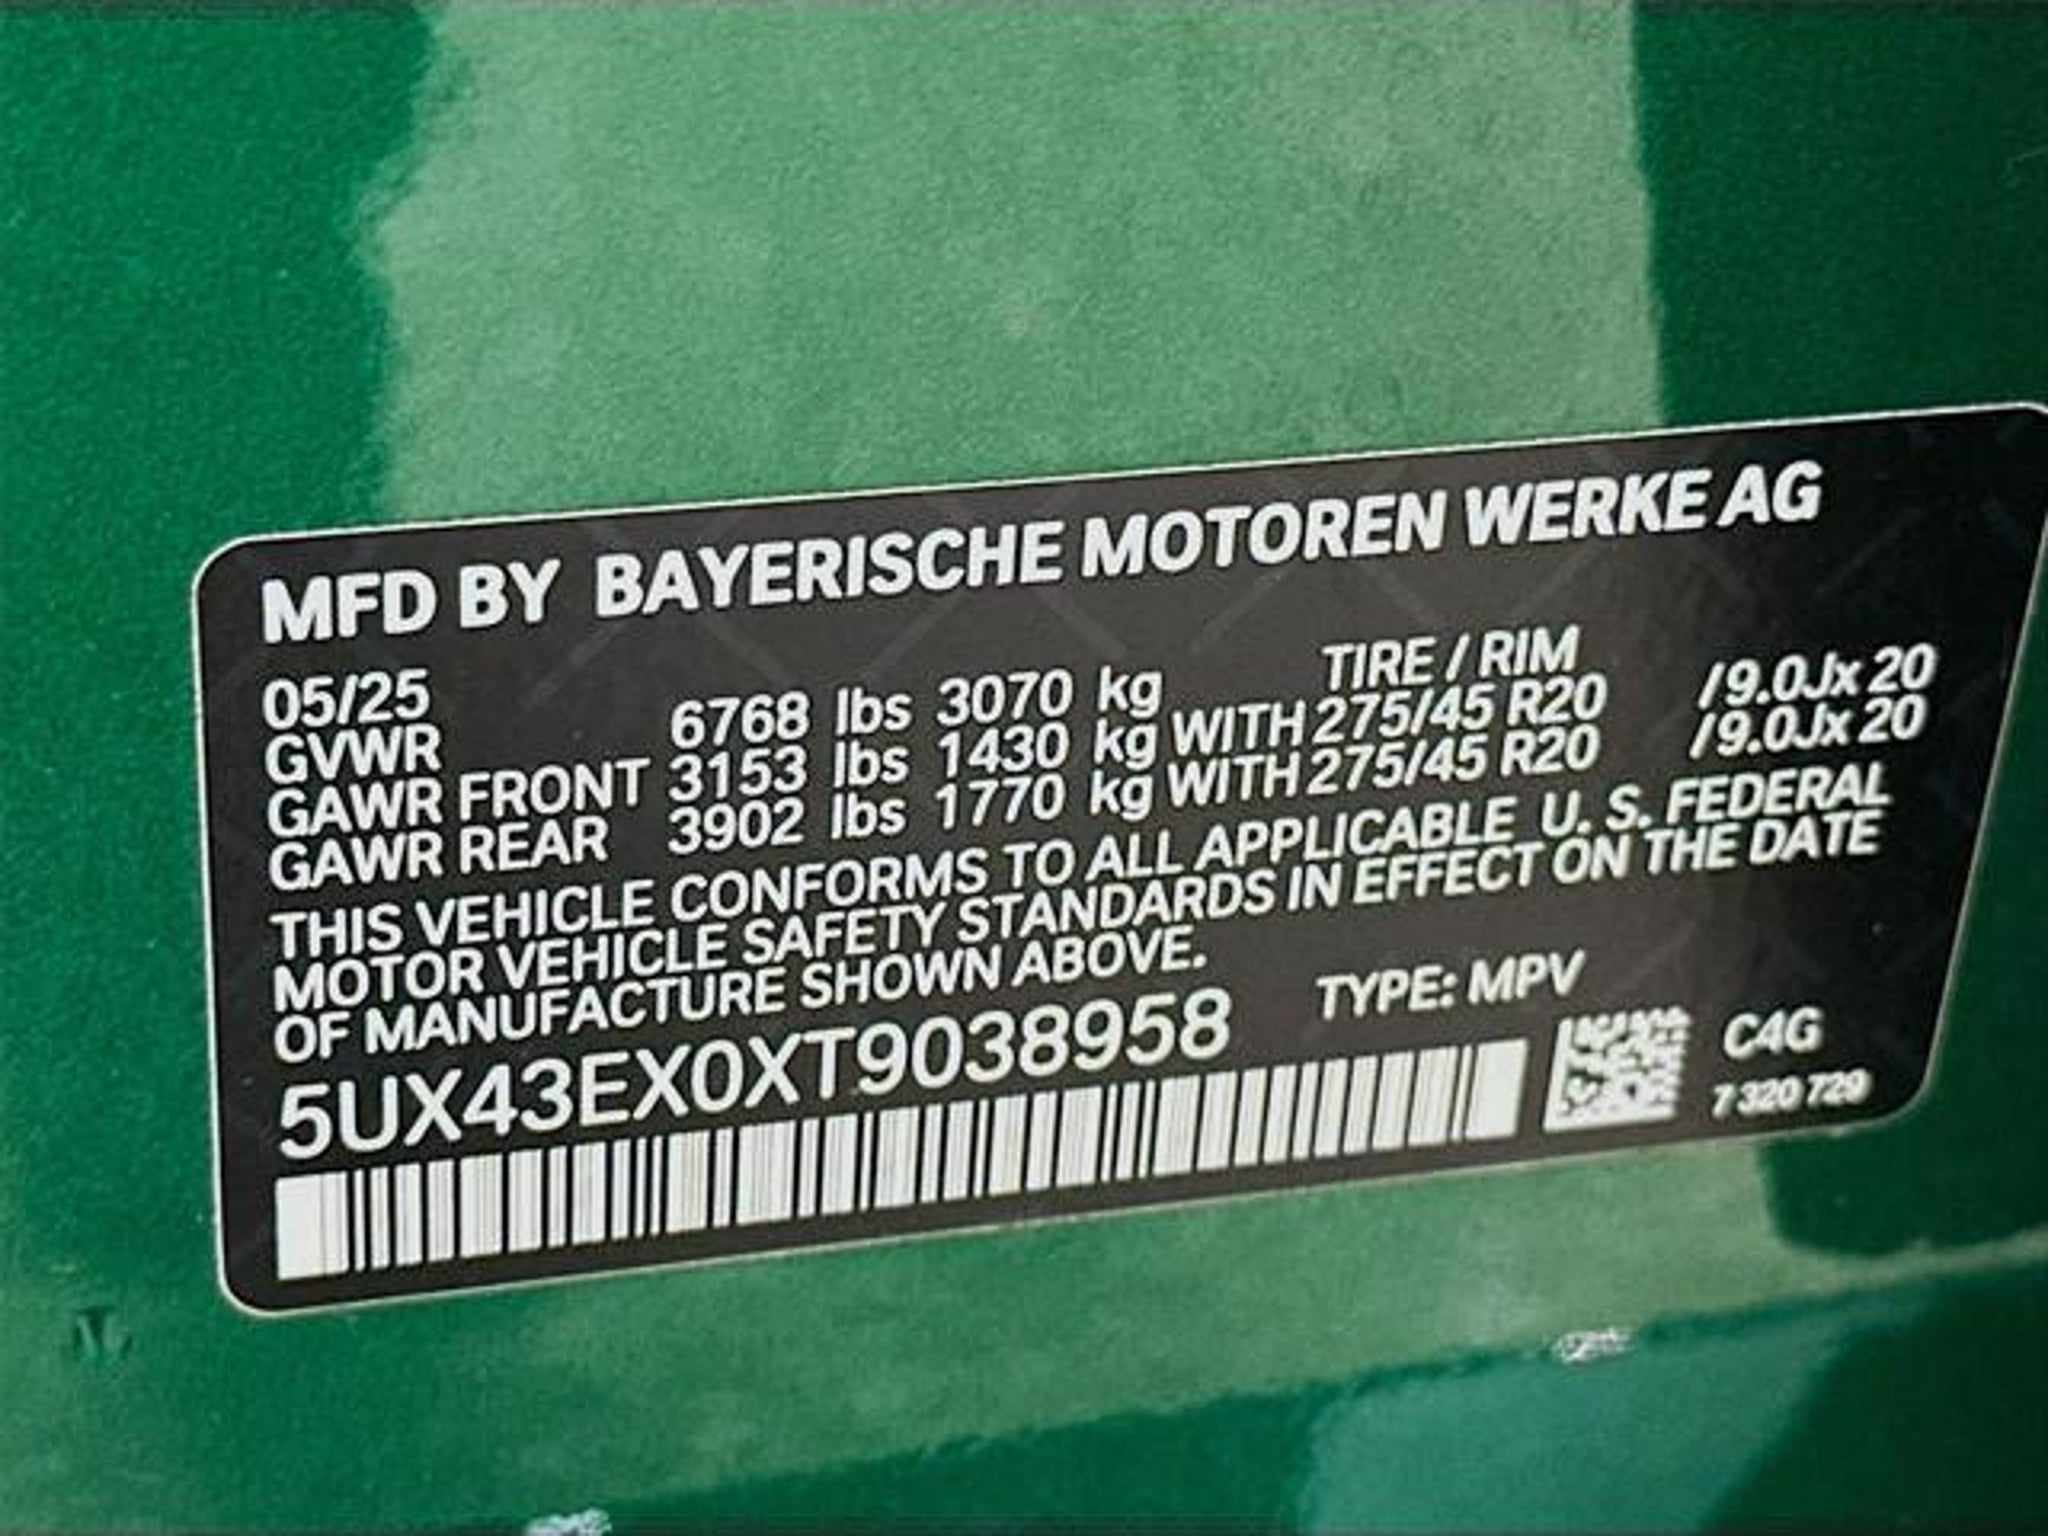 MFD BY BAYERISCHE MOTOREN WERKE AG
05/25 TIRE / RIM
GVWR 6768 lbs 3070 kg
GAWR FRONT 3153 lbs 1430 kg WITH 275/45 R20 /9.0Jx 20
GAWR REAR 3902 lbs 1770 kg WITH 275/45 R20 /9.0Jx 20
THIS VEHICLE CONFORMS TO ALL APPLICABLE U. S. FEDERAL
MOTOR VEHICLE SAFETY STANDARDS IN EFFECT ON THE DATE
OF MANUFACTURE SHOWN ABOVE.
5UX43EX0XT9038958 TYPE: MPV
C4G
7 320 729